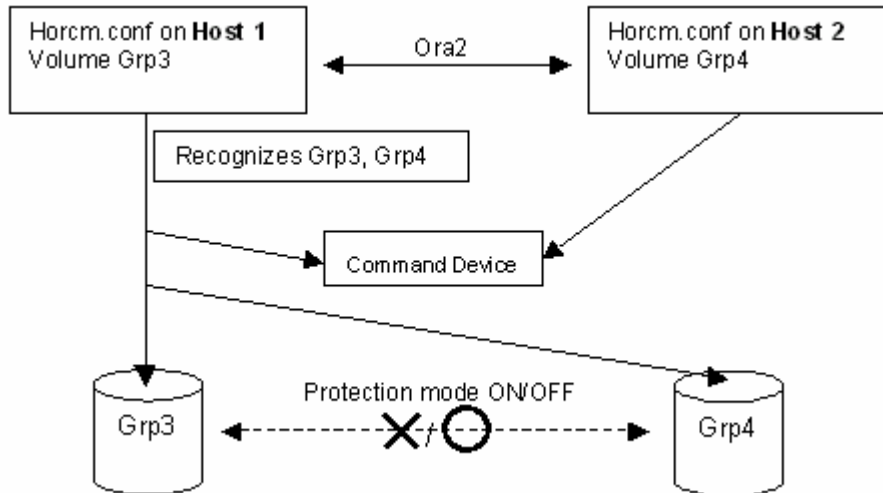 Horcm.conf on Host 1
Volume Grp3
Ora2
Horcm.conf on Host 2
Volume Grp4
Recognizes Grp3, Grp4
Command Device
Protection mode ON/OFF
Grp3
/
Grp4